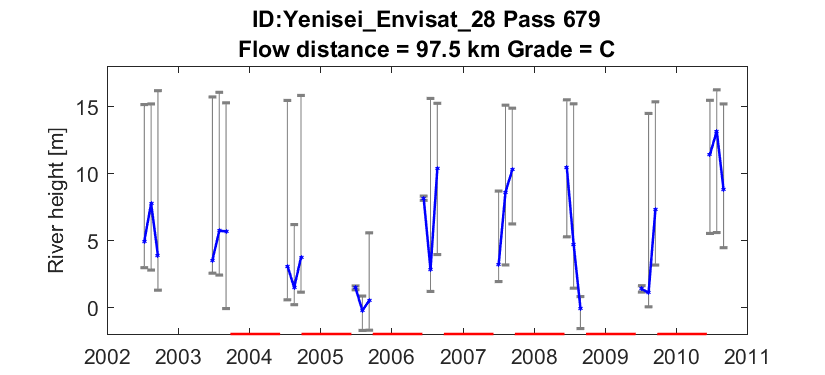 ID:Yenisei_Envisat_28 Pass 679
Flow distance = 97.5 km Grade = C
River height [m]
15
10
5
0
2002 2003 2004 2005 2006 2007 2008 2009 2010 2011